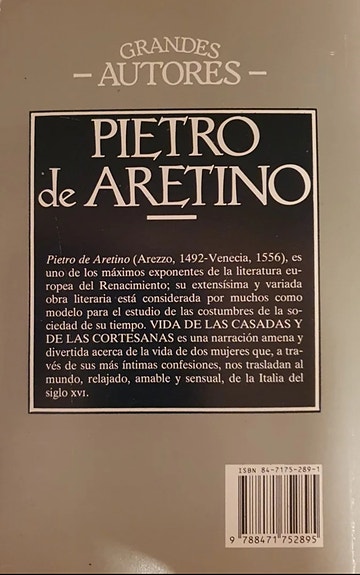 GRANDES
— AUTORES —
PIETRO
de ARETINO
Pietro de Aretino (Arezzo, 1492-Venecia, 1556), es
uno de los máximos exponentes de la literatura eu-
ropea del Renacimiento; su extensísima y variada
obra literaria está considerada por muchos como
modelo para el estudio de las costumbres de la so-
ciedad de su tiempo. VIDA DE LAS CASADAS Y
DE LAS CORTESANAS es una narración amena y
divertida acerca de la vida de dos mujeres que, a tra-
vés de sus más íntimas confesiones, nos trasladan al
mundo, relajado, amable y sensual, de la Italia del
siglo XVI.
ISBN 84-7175-289-1
9 788471 752895